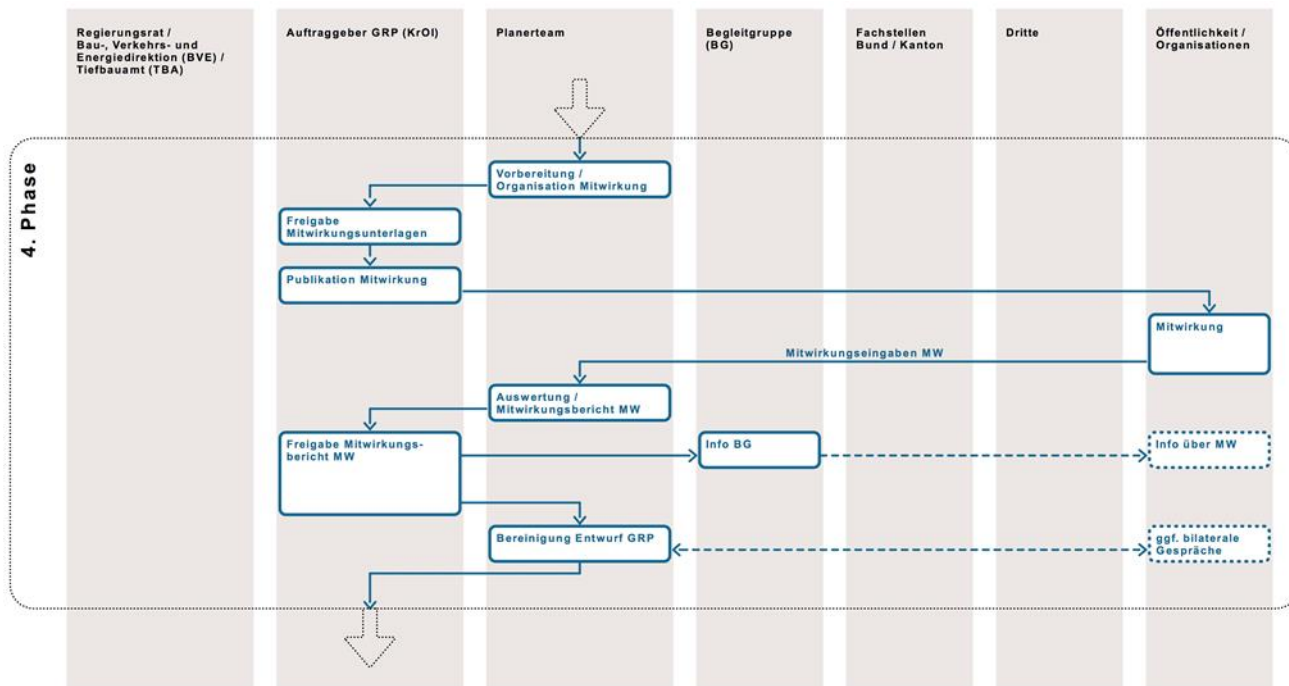 Regierungsrat /
Bau-, Verkehrs- und
Energiedirektion (BVE) /
Tiefbauamt (TBA)
Auftraggeber GRP (KrOI)
Planerteam
Begleitgruppe
(BG)
Fachstellen
Bund / Kanton
Dritte
Öffentlichkeit /
Organisationen
4. Phase
Vorbereitung /
Organisation Mitwirkung
Freigabe
Mitwirkungsunterlagen
Publikation Mitwirkung
Mitwirkung
Mitwirkungseingaben MW
Auswertung /
Mitwirkungsbericht MW
Freigabe Mitwirkungs-
bericht MW
Info BG
Info über MW
Bereinigung Entwurf GRP
ggf. bilaterale
Gespräche